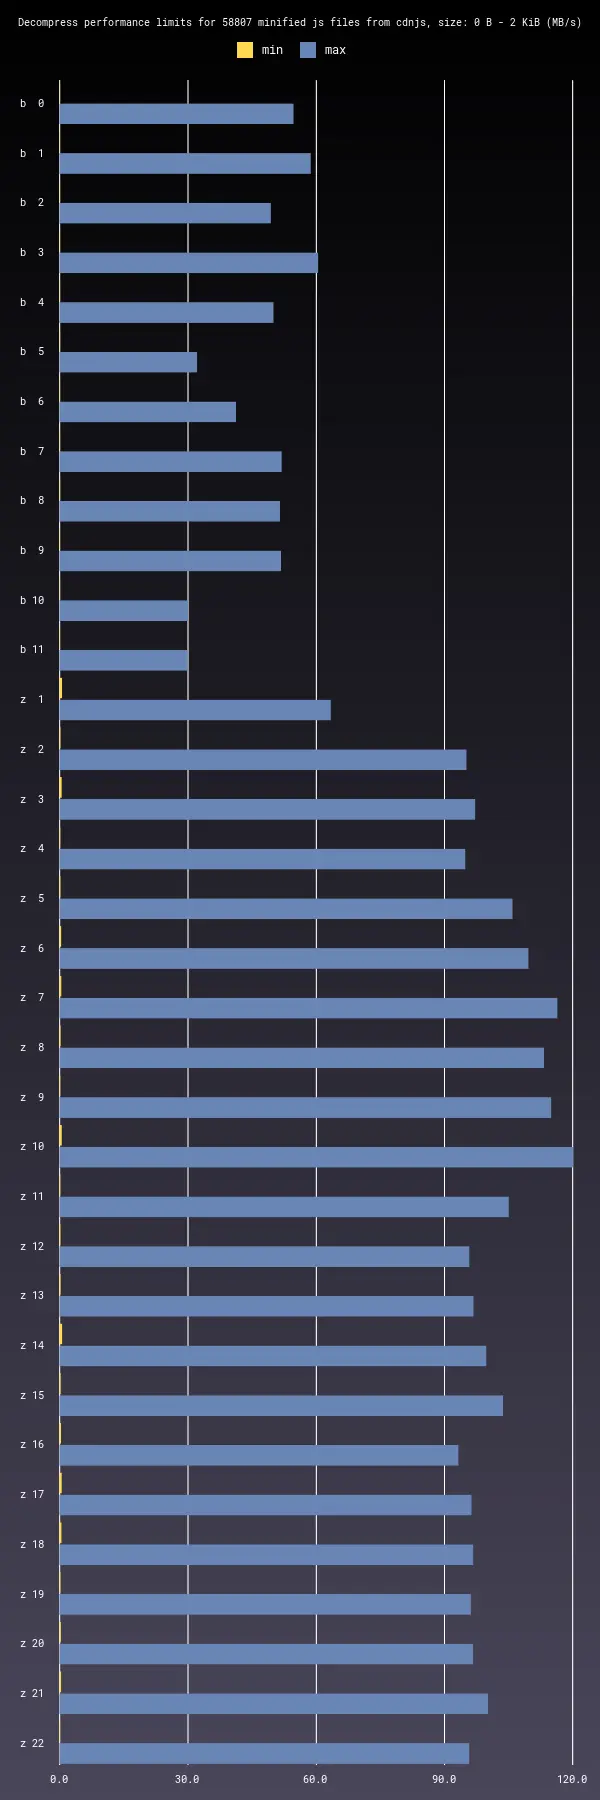 Decompress performance limits for 58807 minified js files from cdnjs, size: 0 B - 2 KiB (MB/s)
min max
b 0
b 1
b 2
b 3
b 4
b 5
b 6
b 7
b 8
b 9
b 10
b 11
z 1
z 2
z 3
z 4
z 5
z 6
z 7
z 8
z 9
z 10
z 11
z 12
z 13
z 14
z 15
z 16
z 17
z 18
z 19
z 20
z 21
z 22
0.0 30.0 60.0 90.0 120.0